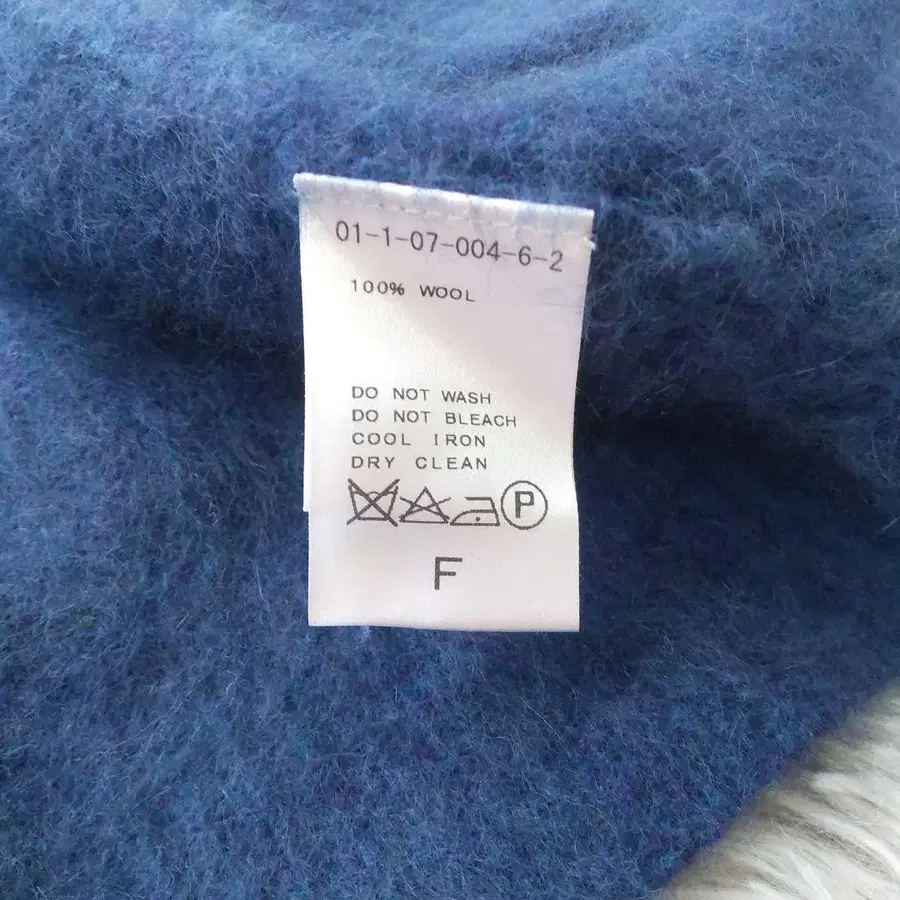 01-1-07-004-6-2
100% WOOL
DO NOT WASH
DO NOT BLEACH
COOL IRON
DRY CLEAN
P
F